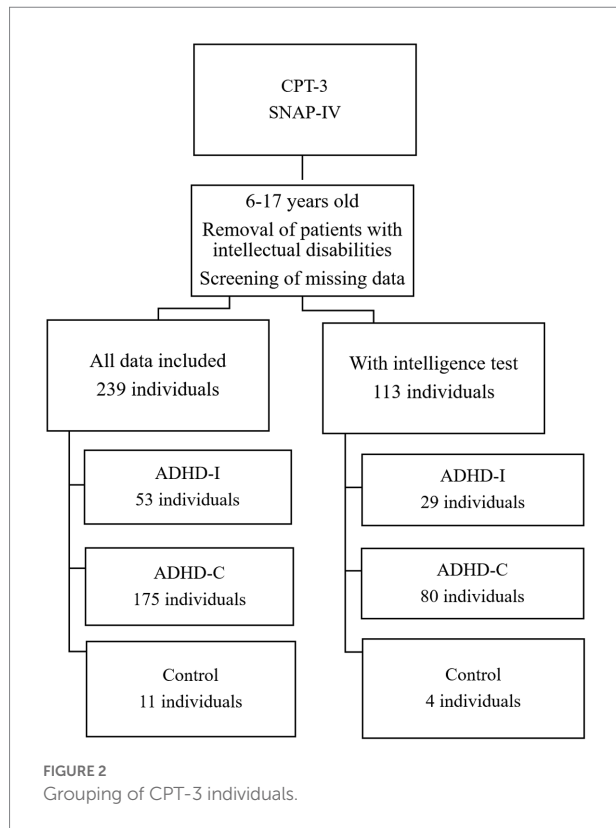 CPT-3
SNAP-IV
6-17 years old
Removal of patients with
intellectual disabilities
Screening of missing data
All data included
239 individuals
With intelligence test
113 individuals
ADHD-I
53 individuals
ADHD-I
29 individuals
ADHD-C
175 individuals
ADHD-C
80 individuals
Control
11 individuals
Control
4 individuals
FIGURE 2
Grouping of CPT-3 individuals.